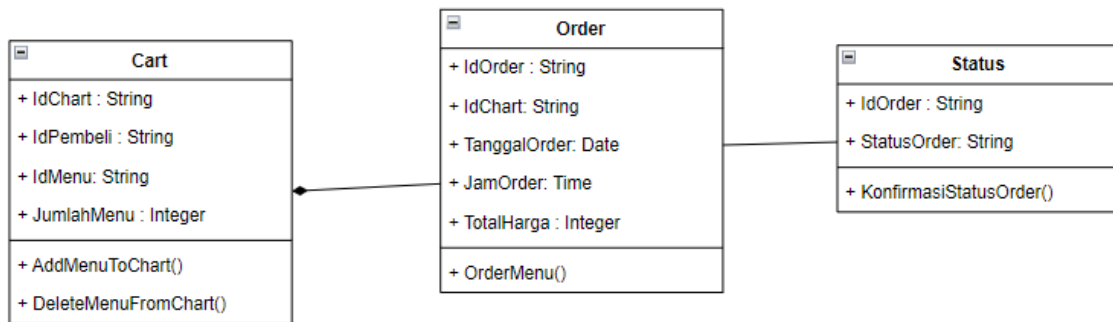 Cart
+ IdChart : String
+ IdPembeli : String
+ IdMenu: String
+ JumlahMenu : Integer
+ AddMenuToChart()
+ DeleteMenuFromChart()
Order
+ IdOrder : String
+ IdChart: String
+ TanggalOrder: Date
+ JamOrder: Time
+ TotalHarga : Integer
+ OrderMenu()
Status
+ IdOrder : String
+ StatusOrder: String
+ KonfirmasiStatusOrder()